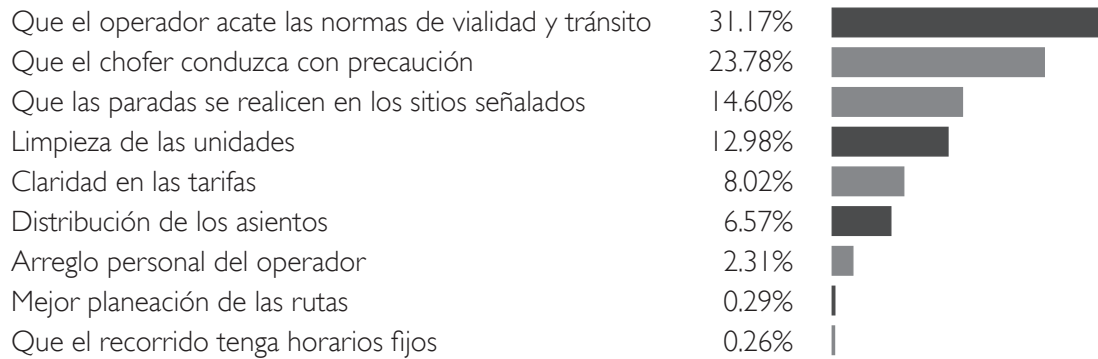 Que el operador acate las normas de vialidad y tránsito 31.17%
Que el chofer conduzca con precaución 23.78%
Que las paradas se realicen en los sitios señalados 14.60%
Limpieza de las unidades 12.98%
Claridad en las tarifas 8.02%
Distribución de los asientos 6.57%
Arreglo personal del operador 2.31%
Mejor planeación de las rutas 0.29%
Que el recorrido tenga horarios fijos 0.26%